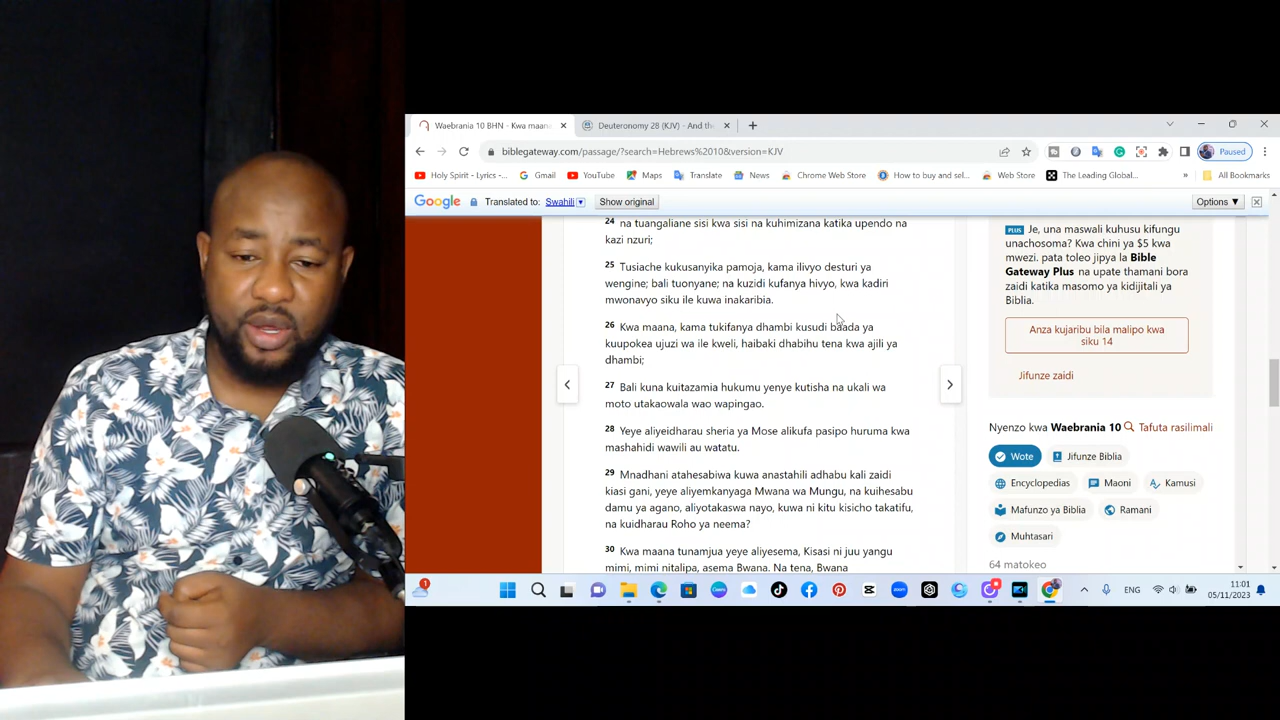 Waebrania 10 BHN - Kwa maana
Deuteronomy 28 (KJV) - And th
biblegateway.com/passage/?search=Hebrews%2010&version=KJV
Paused
Holy Spirit - Lyrics -...
Gmail
YouTube
Maps
Translate
News
Chrome Web Store
How to buy and sel...
Web Store
The Leading Global...
»
All Bookmarks
Google Translated to: Swahili Show original
Options ▼
24 na tuangaliane sisi kwa sisi na kuhimizana katika upendo na
kazi nzuri;
25 Tusiache kukusanyika pamoja, kama ilivyo desturi ya
wengine; bali tuonyane; na kuzidi kufanya hivyo, kwa kadiri
mwonavyo siku ile kuwa inakaribia.
26 Kwa maana, kama tukifanya dhambi kusudi baada ya
kuupokea ujuzi wa ile kweli, haibaki dhabihu tena kwa ajili ya
dhambi;
27 Bali kuna kuitazamia hukumu yenye kutisha na ukali wa
moto utakaowala wao wapingao.
28 Yeye aliyeidharau sheria ya Mose alikufa pasipo huruma kwa
mashahidi wawili au watatu.
29 Mnadhani atahesabiwa kuwa anastahili adhabu kali zaidi
kiasi gani, yeye aliyemkanyaga Mwana wa Mungu, na kuihesabu
damu ya agano, aliyotakaswa nayo, kuwa ni kitu kisicho takatifu,
na kuidharau Roho ya neema?
30 Kwa maana tunamjua yeye aliyesema, Kisasi ni juu yangu
mimi, mimi nitalipa, asema Bwana. Na tena, Bwana
PLUS Je, una maswali kuhusu kifungu
unachosoma? Kwa chini ya $5 kwa
mwezi. pata toleo jipya la Bible
Gateway Plus na upate thamani bora
zaidi katika masomo ya kidijitali ya
Biblia.
Anza kujaribu bila malipo kwa
siku 14
Jifunze zaidi
Nyenzo kwa Waebrania 10 Tafuta rasilimali
Wote
Jifunze Biblia
Encyclopedias
Maoni
Kamusi
Mafunzo ya Biblia
Ramani
Muhtasari
64 matokeo
1
zoom
ENG
11:01
05/11/2023